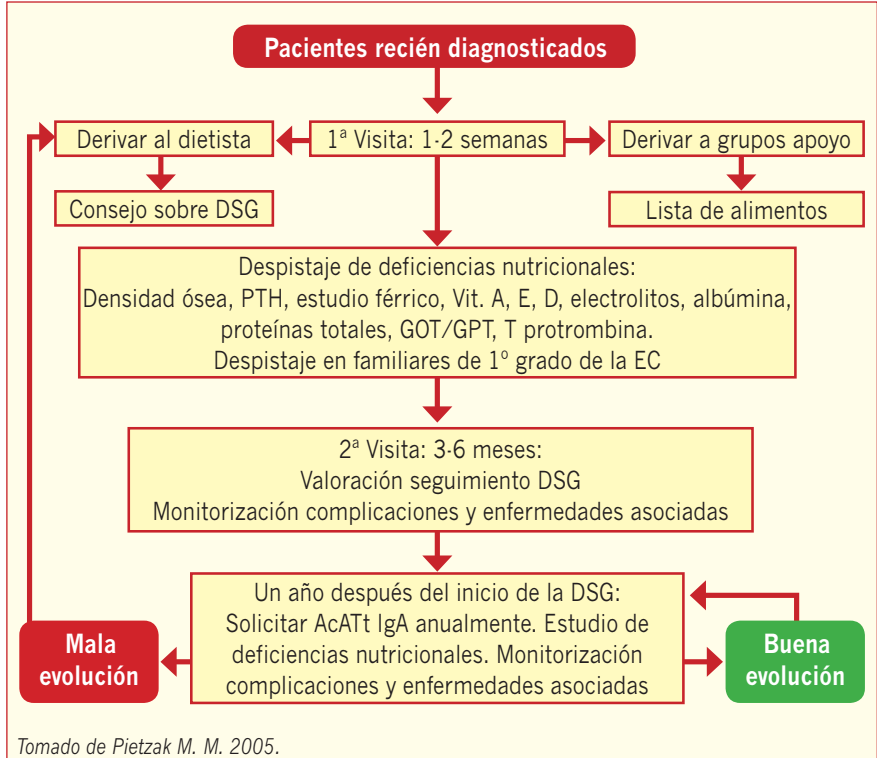 Pacientes recién diagnosticados
Derivar al dietista
1ª Visita: 1-2 semanas
Derivar a grupos apoyo
Consejo sobre DSG
Lista de alimentos
Despistaje de deficiencias nutricionales:
Densidad ósea, PTH, estudio férrico, Vit. A, E, D, electrolitos, albúmina,
proteínas totales, GOT/GPT, T protrombina.
Despistaje en familiares de 1º grado de la EC
2ª Visita: 3-6 meses:
Valoración seguimiento DSG
Monitorización complicaciones y enfermedades asociadas
Un año después del inicio de la DSG:
Solicitar AcATt IgA anualmente. Estudio de
deficiencias nutricionales. Monitorización
complicaciones y enfermedades asociadas
Mala
evolución
Buena
evolución
Tomado de Pietzak M. M. 2005.